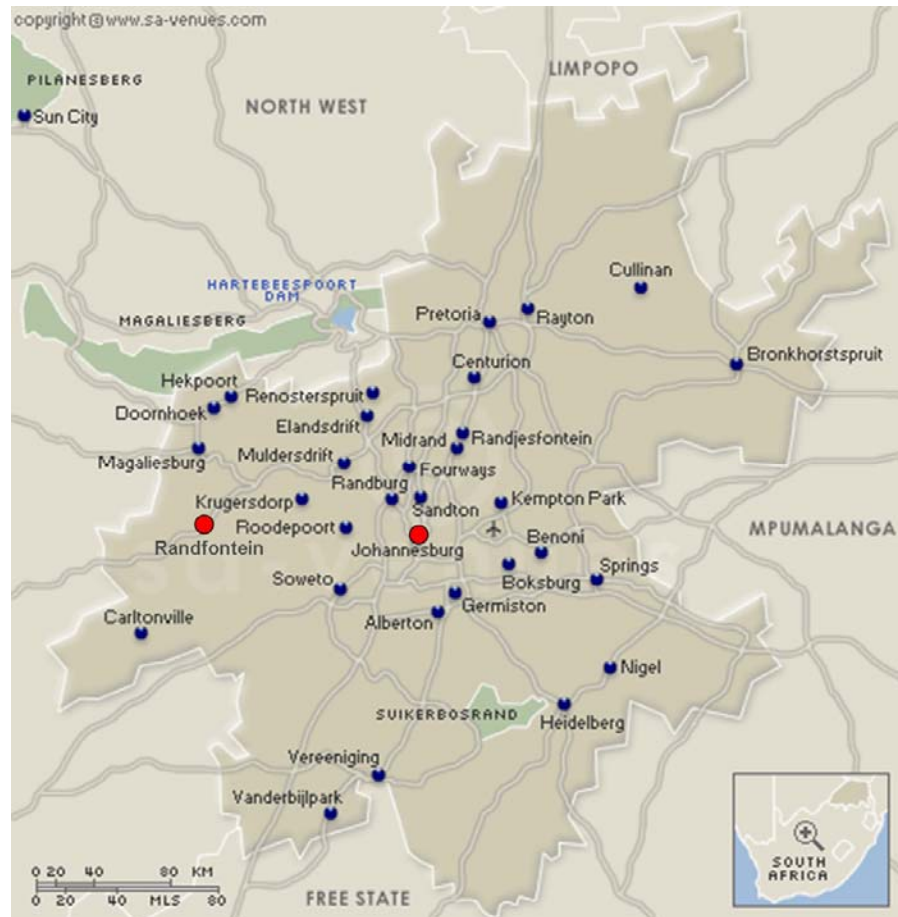 copyright@www.sa-venues.com
LIMPOPO
PILANESBERG
NORTH WEST
Sun City
Cullinan
HARTEBEESPOORT
DAM
MAGALIESBERG
Pretoria
Rayton
Bronkhorstspruit
Centurion
Hekpoort
Renosterspruit
Doornhoek
Elandsdrift
Midrand
Randjesfontein
Magaliesburg
Muldersdrift
Fourways
Randburg
Krugersdorp
Sandton
Kempton Park
Roodepoort
MPUMALANGA
Randfontein
Johannesburg
Benoni
Soweto
Boksburg
Springs
Carltonville
Alberton
Germiston
Nigel
SUIKERBOSRAND
Heidelberg
Vereeniging
Vanderbijlpark
0 20 40 80 KM
0 20 40 MLS 80
FREE STATE
SOUTH
AFRICA